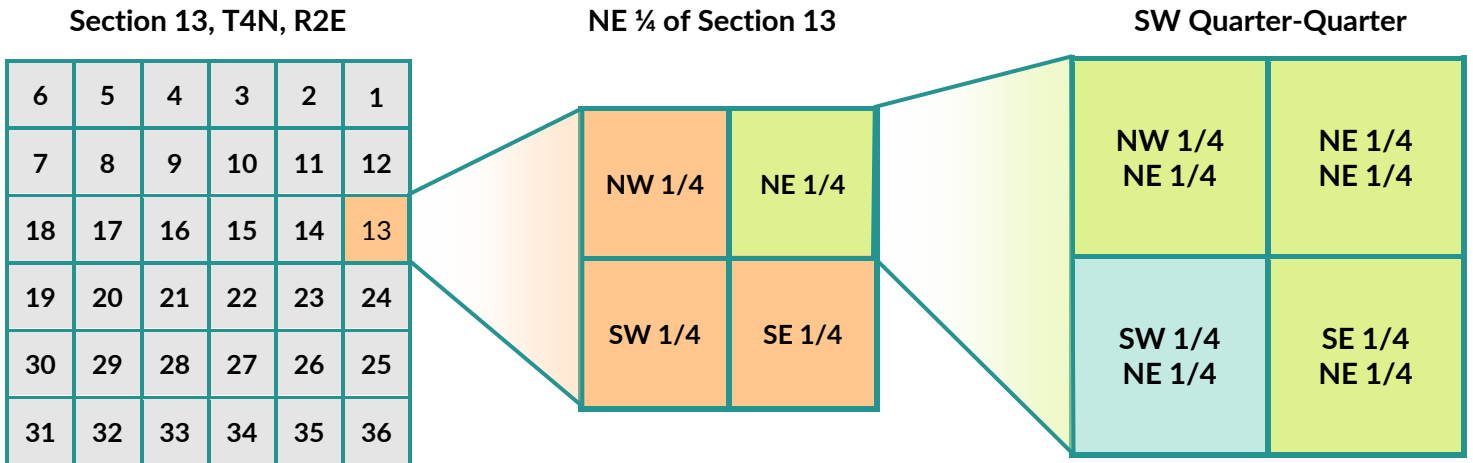 Section 13, T4N, R2E
NE ¼ of Section 13
SW Quarter-Quarter
6 5 4 3 2 1
7 8 9 10 11 12
18 17 16 15 14 13
19 20 21 22 23 24
30 29 28 27 26 25
31 32 33 34 35 36
NW 1/4
NE 1/4
SW 1/4
SE 1/4
NW 1/4
NE 1/4
NE 1/4
NE 1/4
SW 1/4
NE 1/4
SE 1/4
NE 1/4